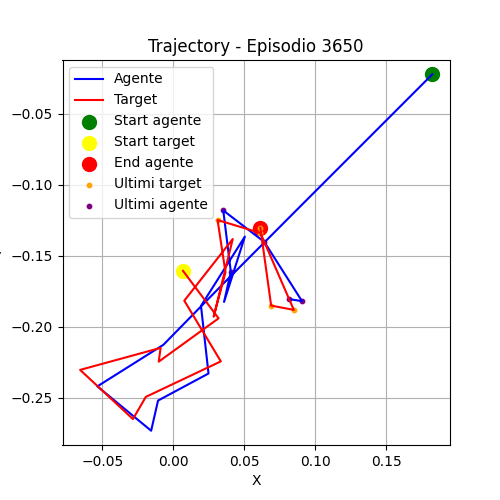 Trajectory - Episodio 3650
Agente
Target
Start agente
Start target
End agente
Ultimi target
Ultimi agente
−0.05
−0.10
−0.15
−0.20
−0.25
−0.05
0.00
0.05
0.10
0.15
X